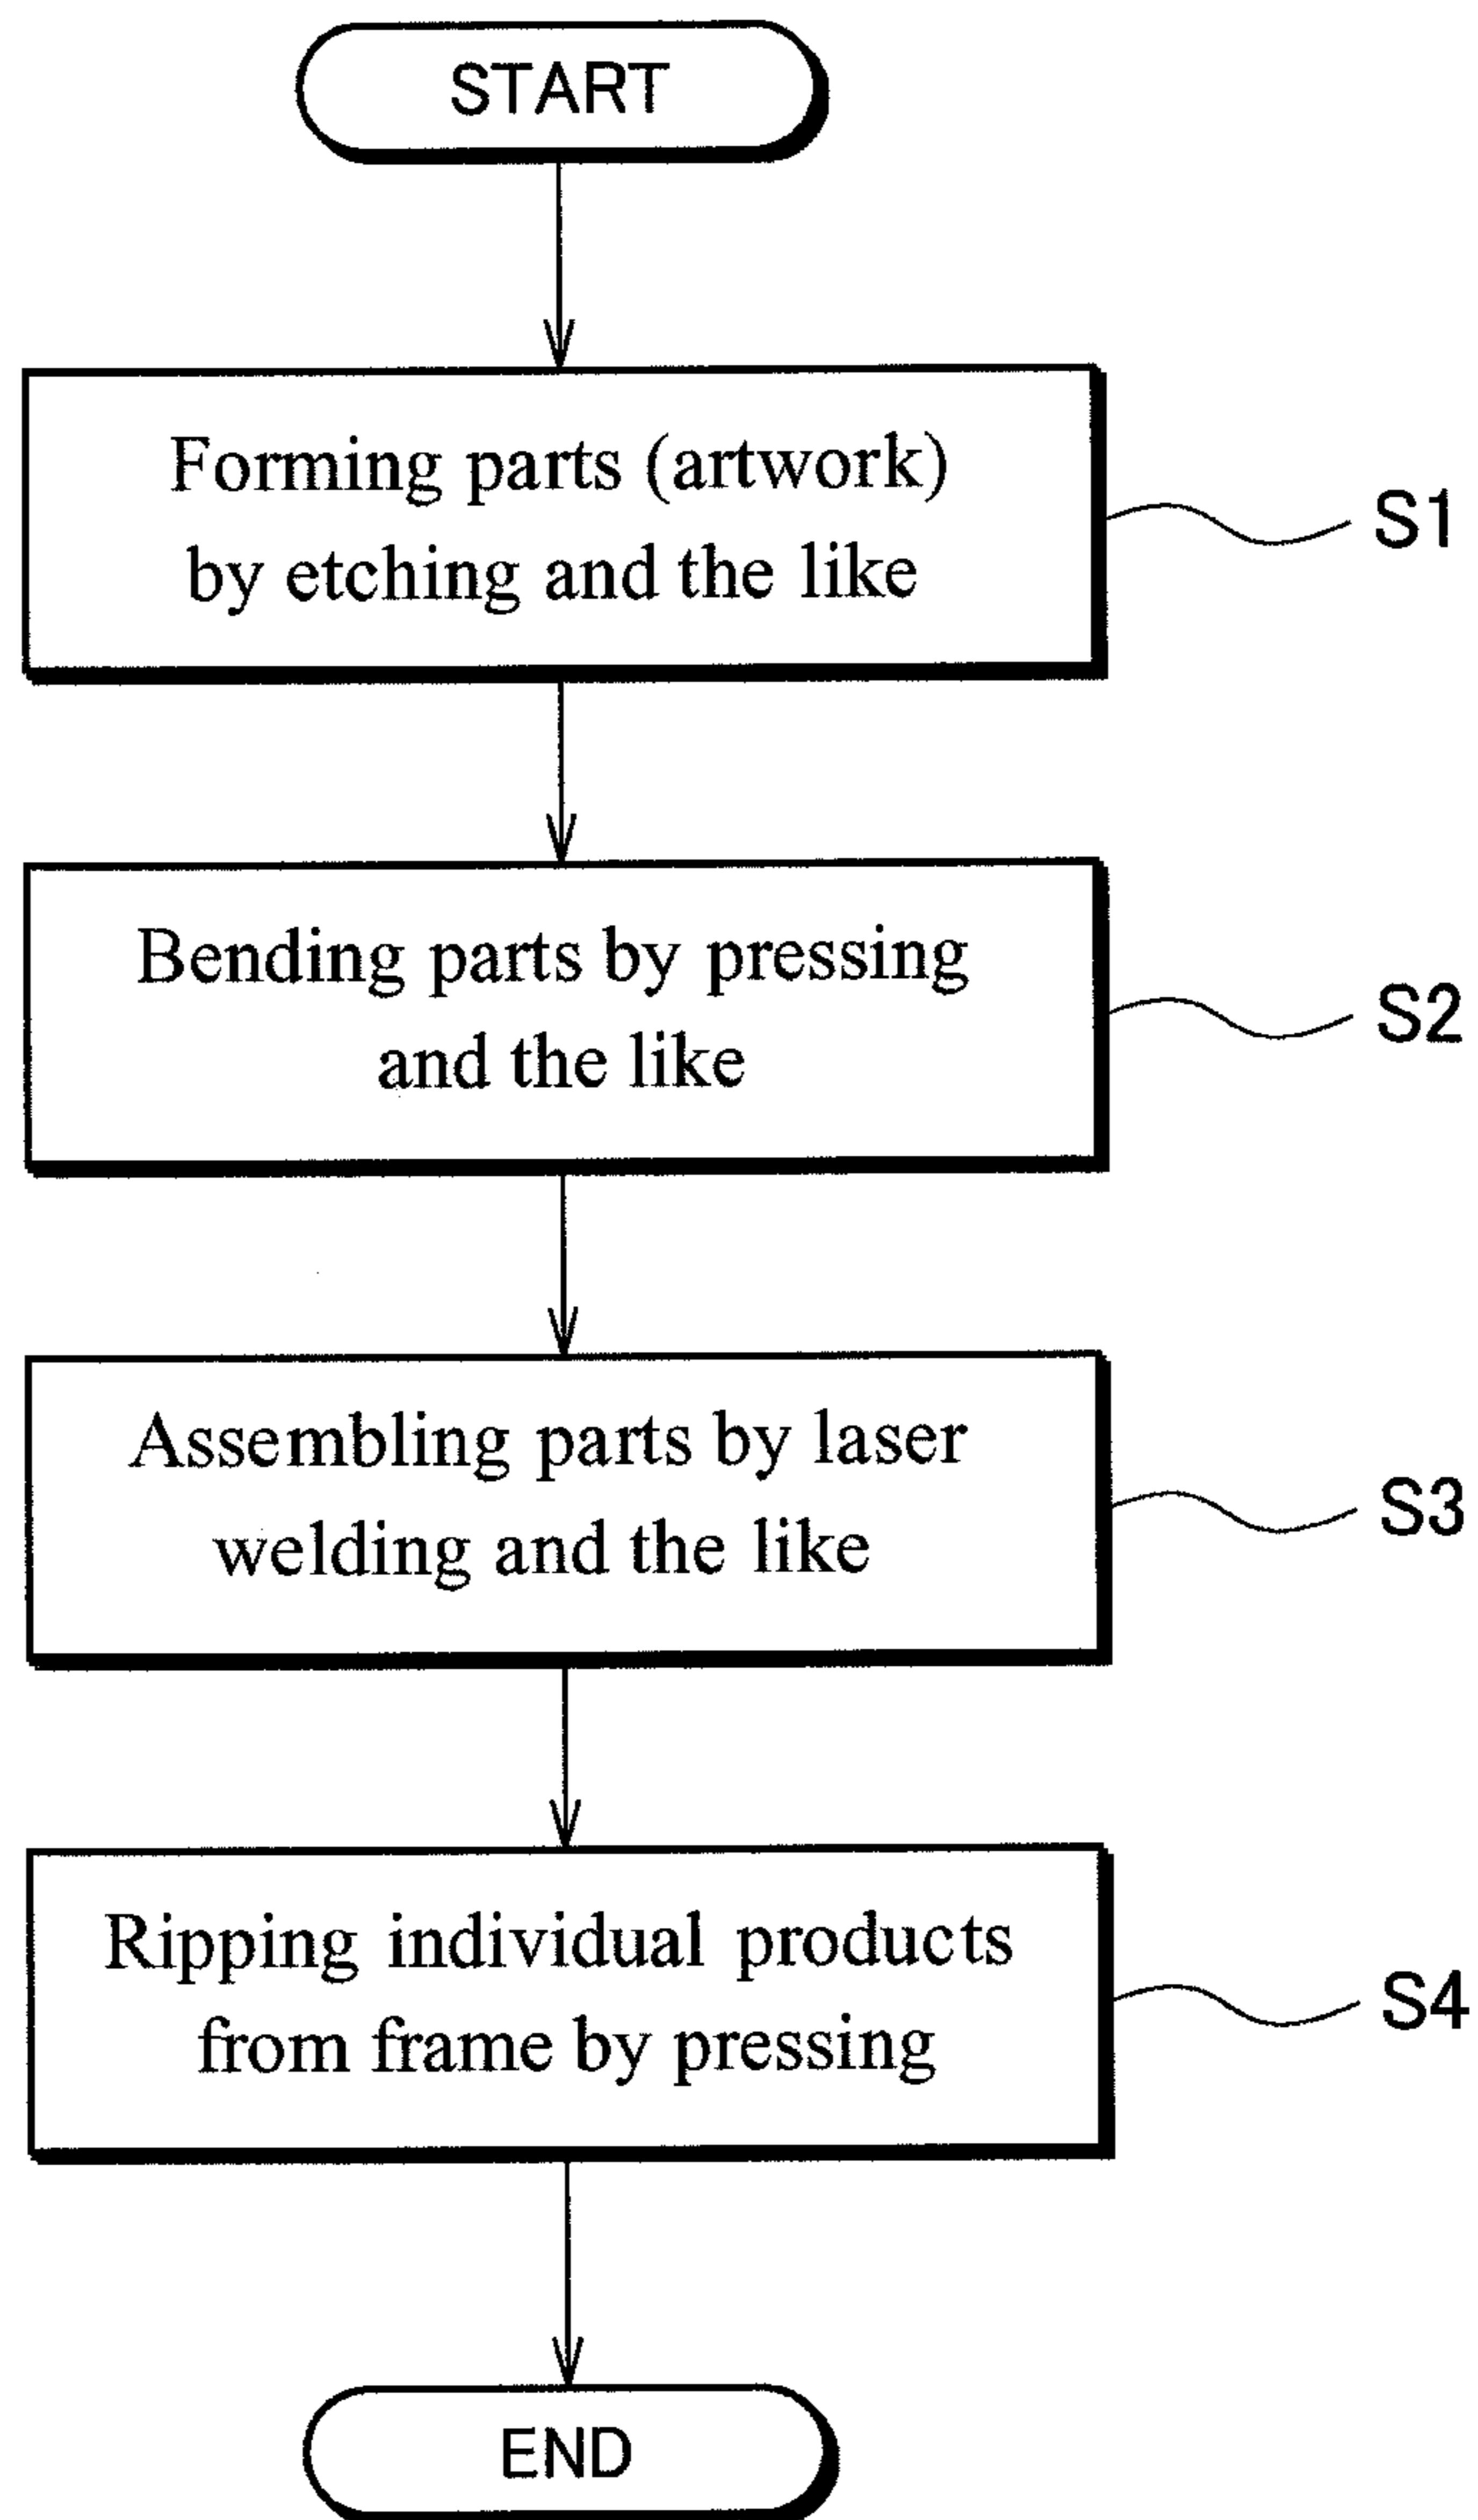 START
Forming parts (artwork)
by etching and the like
S1
Bending parts by pressing
and the like
S2
Assembling parts by laser
welding and the like
S3
Ripping individual products
from frame by pressing
S4
END